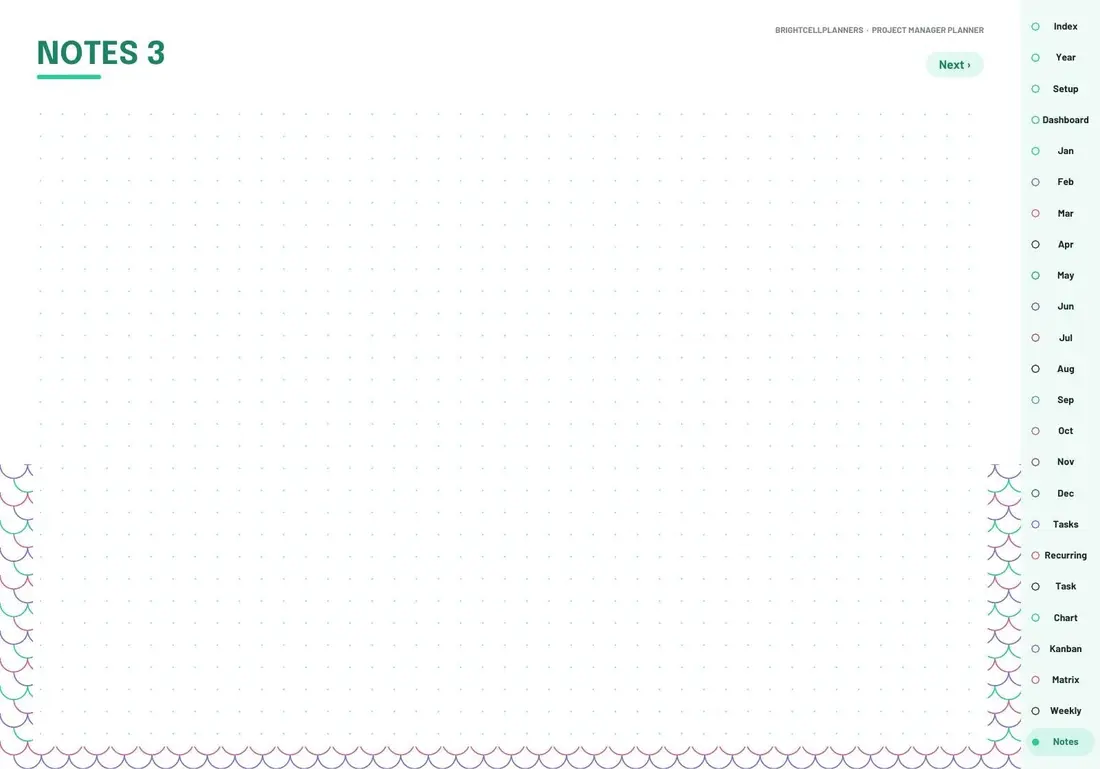 NOTES 3
BRIGHTCELLPLANNERS · PROJECT MANAGER PLANNER
Next ›
Index
Year
Setup
Dashboard
Jan
Feb
Mar
Apr
May
Jun
Jul
Aug
Sep
Oct
Nov
Dec
Tasks
Recurring
Task
Chart
Kanban
Matrix
Weekly
Notes